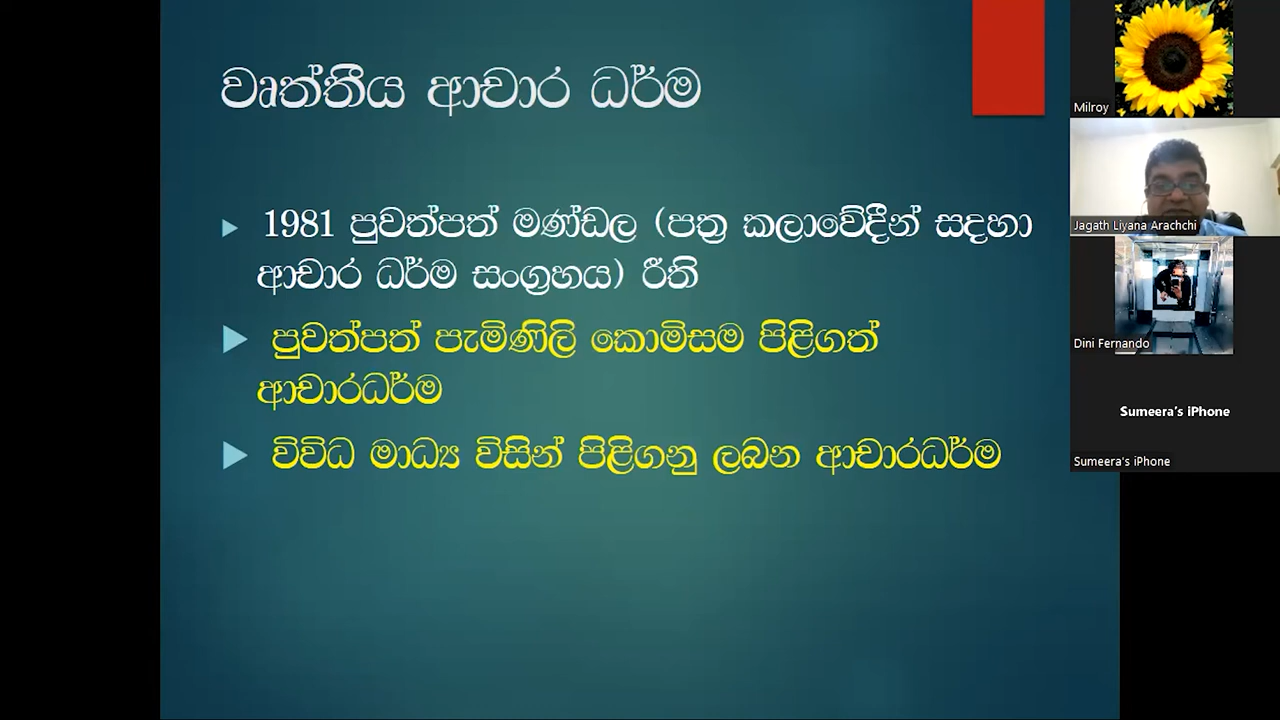 වෘත්තීය ආචාර ධර්ම
1981 පුවත්පත් මණ්ඩල (පත්‍ර කලාවේදීන් සදහා
ආචාර ධර්ම සංග්‍රහය) රීති
පුවත්පත් පැමිණිලි කොමිසම පිළිගත්
ආචාරධර්ම
විවිධ මාධ්‍ය විසින් පිළිගනු ලබන ආචාරධර්ම
Milroy
Jagath Liyana Arachchi
Dini Fernando
Sumeera's iPhone
Sumeera's iPhone